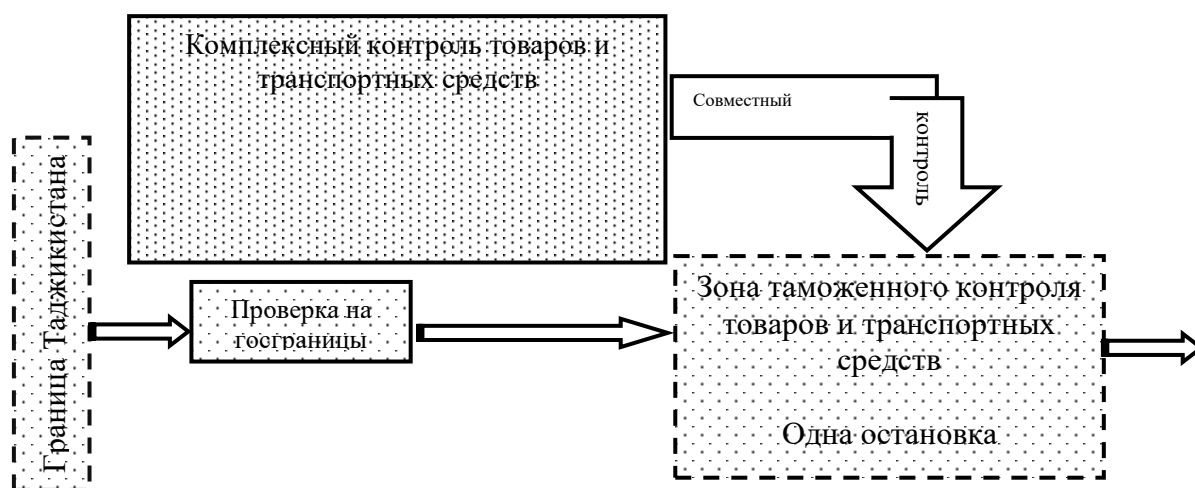 Комплексный контроль товаров и
транспортных средств
Совместный
контроль
Граница Таджикистана
Проверка на
госграницы
Зона таможенного контроля
товаров и транспортных
средств
Одна остановка